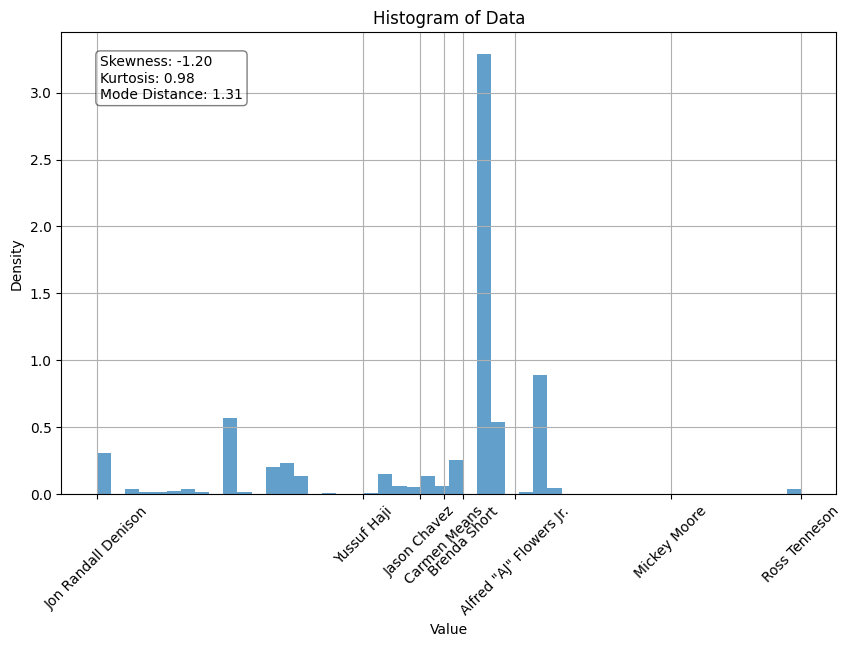 Histogram of Data
Skewness: -1.20
Kurtosis: 0.98
Mode Distance: 1.31
Density
3.0
2.5
2.0
1.5
1.0
0.5
0.0
Jon Randall Denison
Yussuf Haji
Jason Chavez
Carmen Means
Brenda Short
Alfred "AJ" Flowers Jr.
Mickey Moore
Ross Tenneson
Value